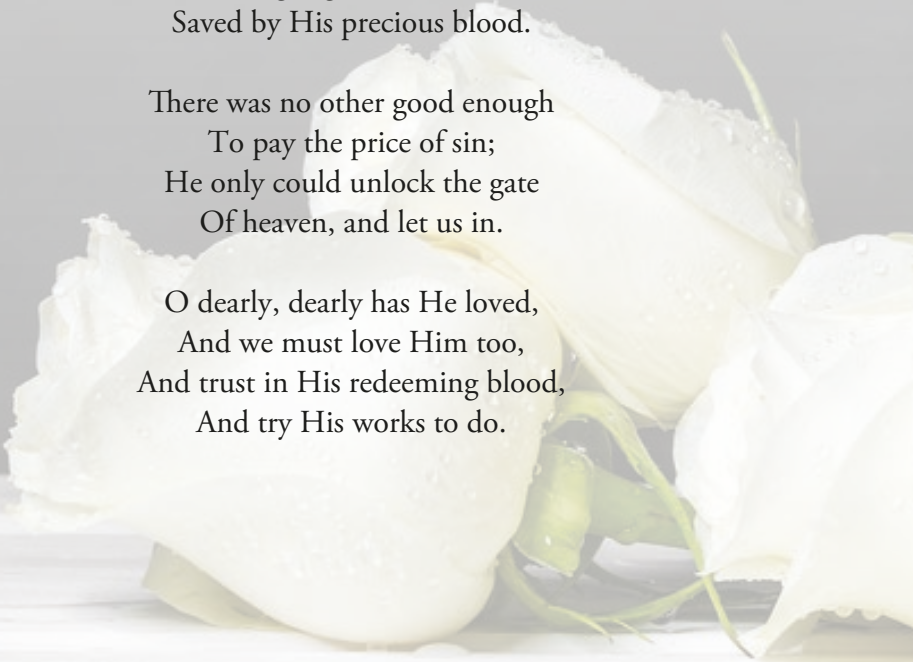 Saved by His precious blood.
There was no other good enough
To pay the price of sin;
He only could unlock the gate
Of heaven, and let us in.
O dearly, dearly has He loved,
And we must love Him too,
And trust in His redeeming blood,
And try His works to do.